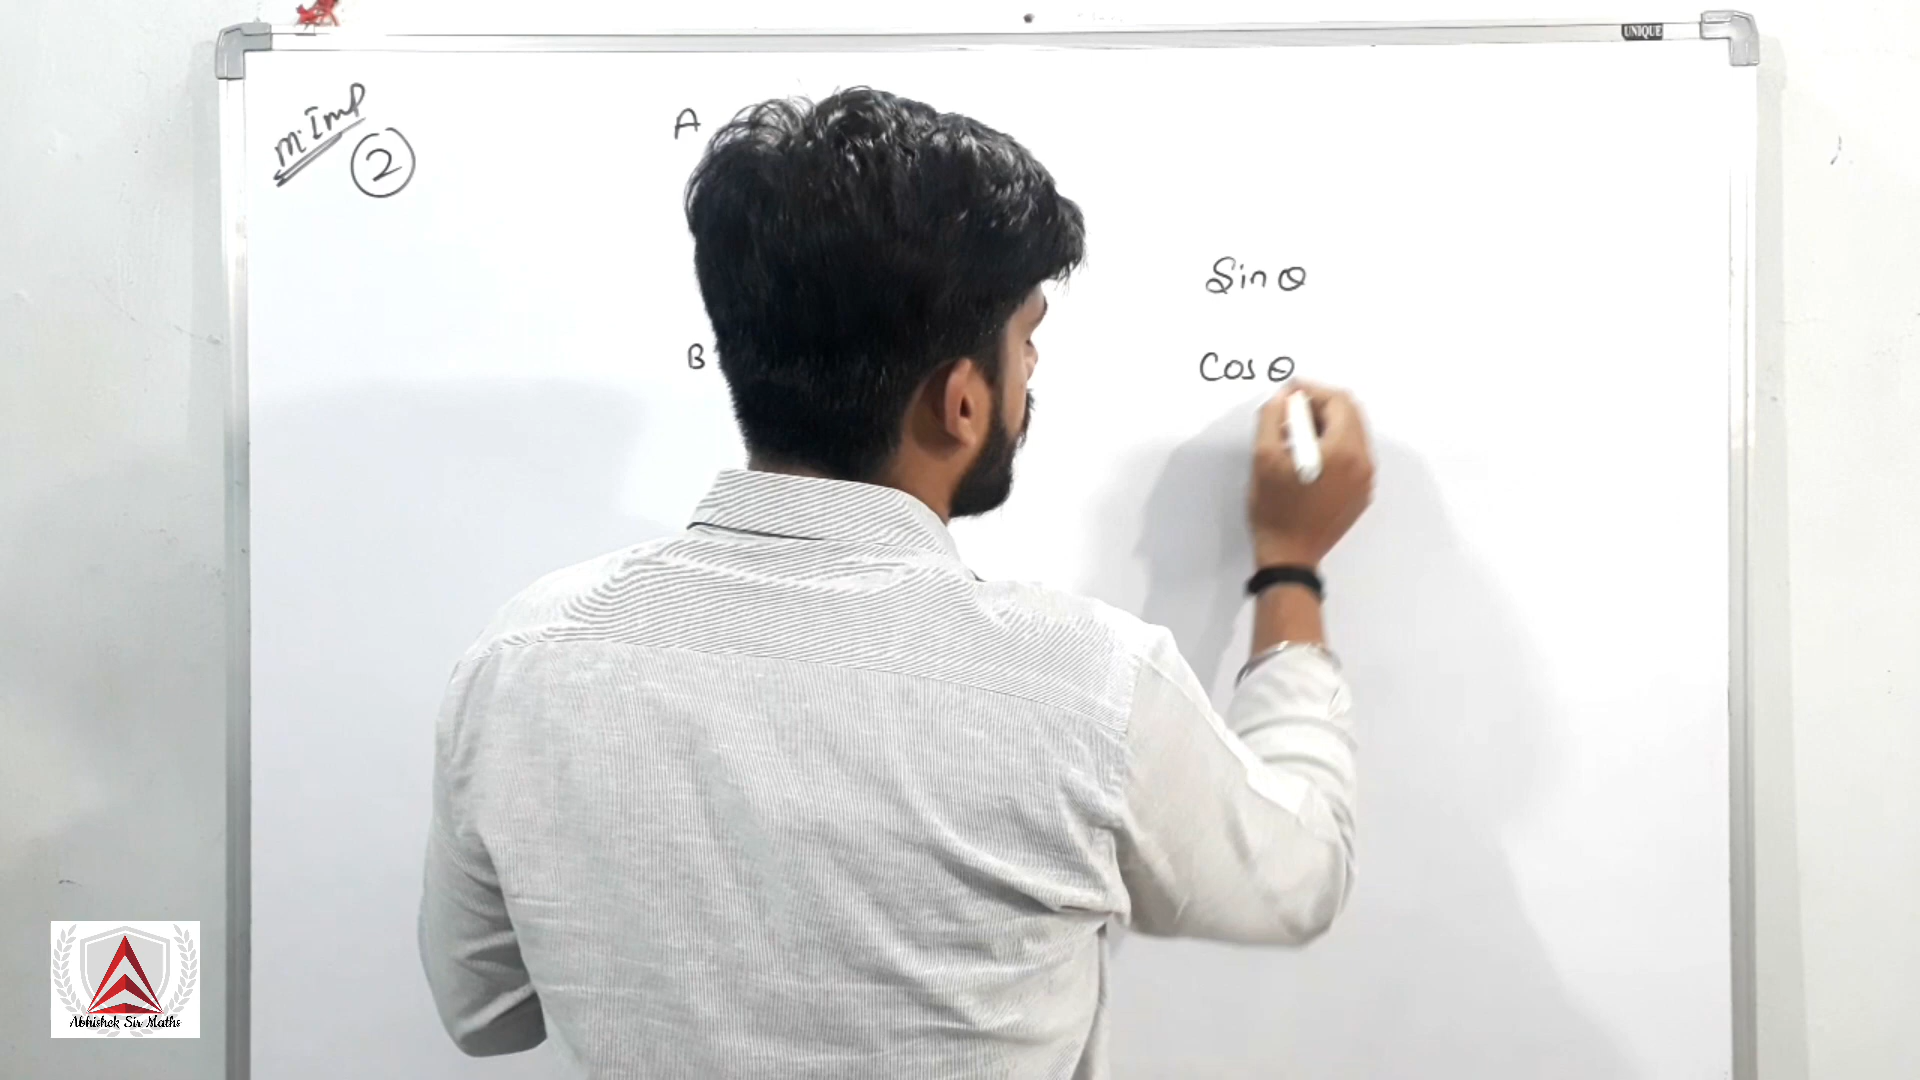 UNIQUE
M. Imp
2
A
Sin θ
B
Cos θ
Abhishek Sir Maths